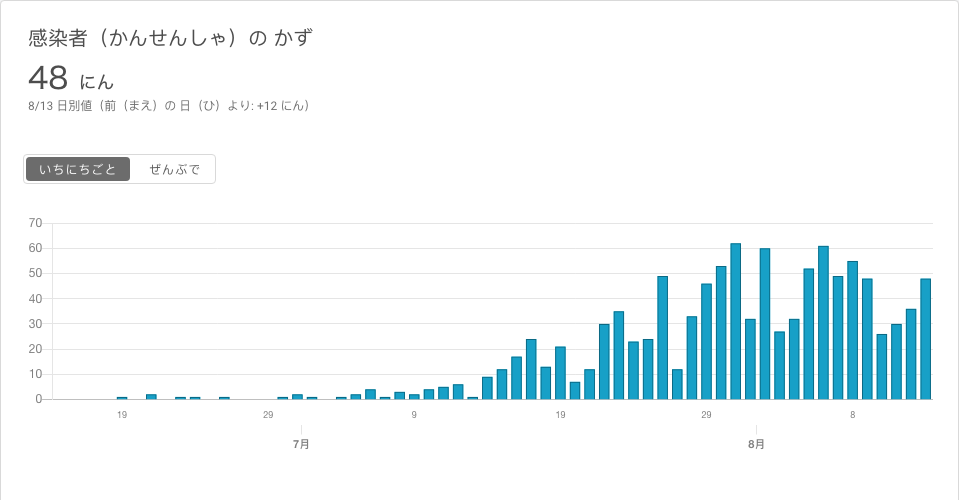 感染者（かんせんしゃ）の かず
48 にん
8/13 日別値（前（まえ）の 日（ひ）より: +12 にん）
いちにちごと ぜんぶで
70
60
50
40
30
20
10
0
19 29 9 19 29 8
7月 8月